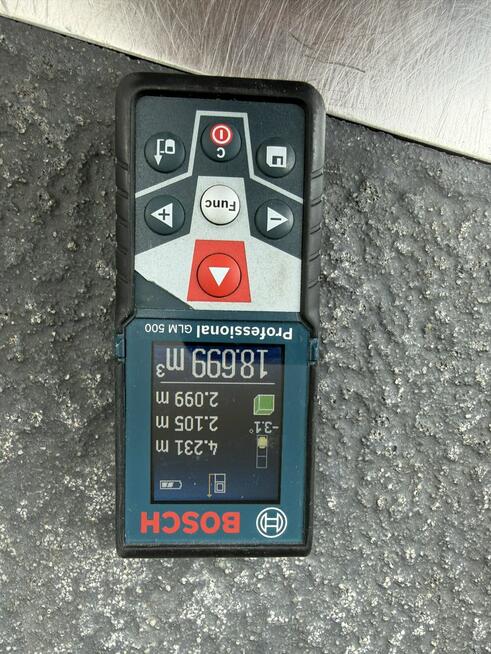 BOSCH
-3.1°
4.231 m
2.105 m
2.099 m
18.699 m³
Professional GLM 500
Func
C